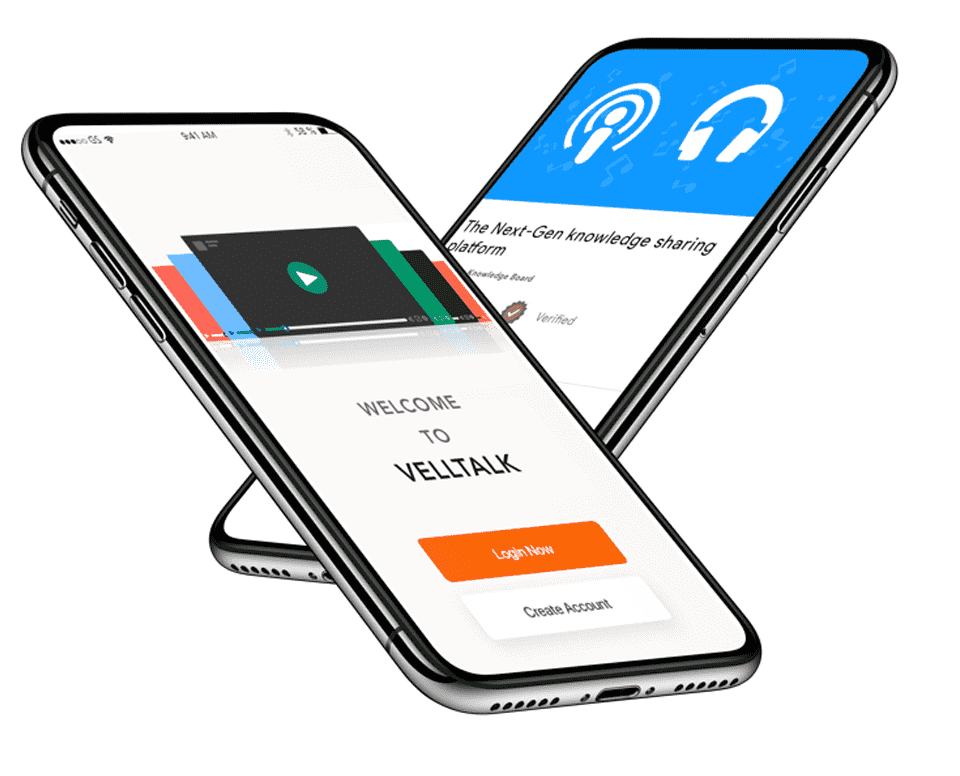 GS 9:41 AM 58 %
WELCOME
TO
VELLTALK
Login Now
Create Account
The Next-Gen knowledge sharing
platform
Knowledge Board
Verified